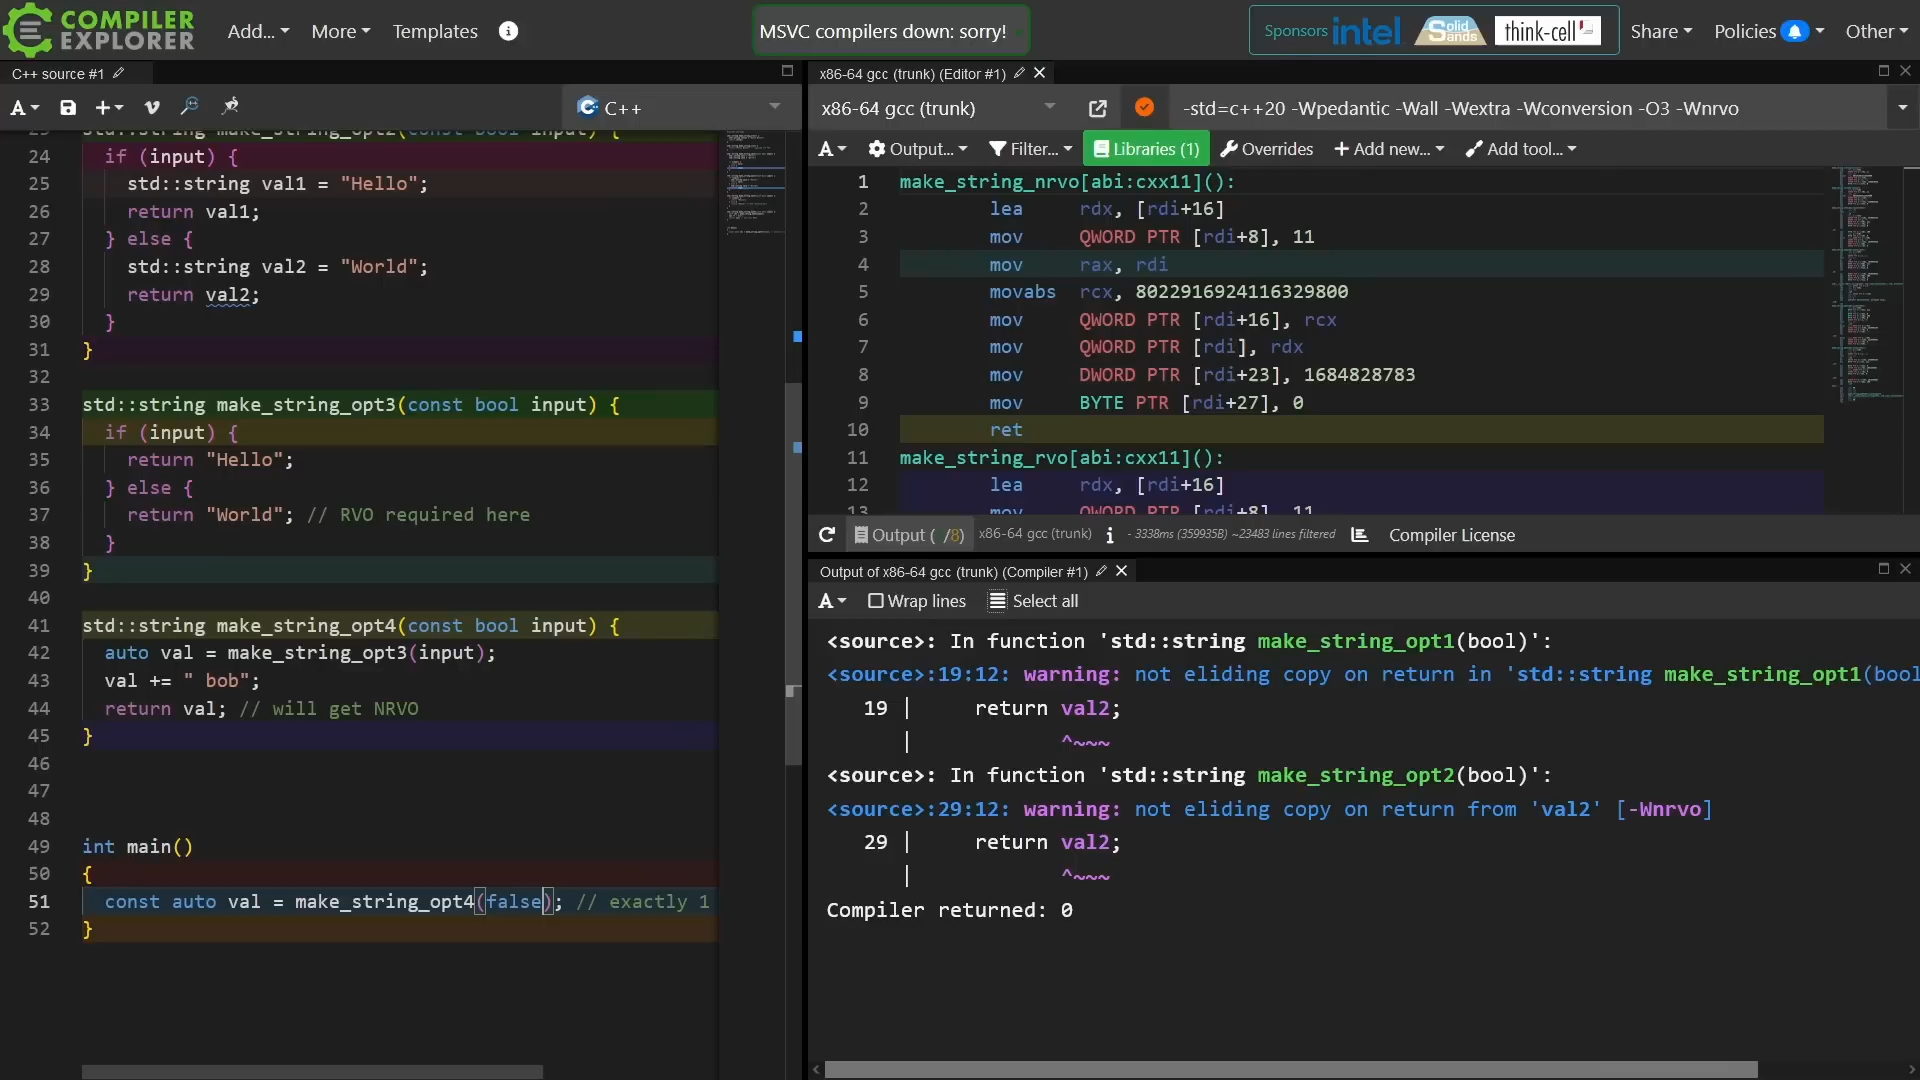 COMPILER
EXPLORER
Add...
More
Templates
MSVC compilers down: sorry!
Sponsors
intel
Solid
Sands
think-cell
Share
Policies
Other
C++ source #1
A
C++
23 std::string make_string_opt2(const bool input) {
24 if (input) {
25 std::string val1 = "Hello";
26 return val1;
27 } else {
28 std::string val2 = "World";
29 return val2;
30 }
31 }
32
33 std::string make_string_opt3(const bool input) {
34 if (input) {
35 return "Hello";
36 } else {
37 return "World"; // RVO required here
38 }
39 }
40
41 std::string make_string_opt4(const bool input) {
42 auto val = make_string_opt3(input);
43 val += " bob";
44 return val; // will get NRVO
45 }
46
47
48
49 int main()
50 {
51 const auto val = make_string_opt4(false); // exactly 1
52 }
x86-64 gcc (trunk) (Editor #1)
x86-64 gcc (trunk)
-std=c++20 -Wpedantic -Wall -Wextra -Wconversion -O3 -Wnrvo
A
Output...
Filter...
Libraries (1)
Overrides
+ Add new...
Add tool...
1 make_string_nrvo[abi:cxx11]():
2 lea rdx, [rdi+16]
3 mov QWORD PTR [rdi+8], 11
4 mov rax, rdi
5 movabs rcx, 8022916924116329800
6 mov QWORD PTR [rdi+16], rcx
7 mov QWORD PTR [rdi], rdx
8 mov DWORD PTR [rdi+23], 1684828783
9 mov BYTE PTR [rdi+27], 0
10 ret
11 make_string_rvo[abi:cxx11]():
12 lea rdx, [rdi+16]
13 mov QWORD PTR [rdi+8], 11
Output ( /8)
x86-64 gcc (trunk)
- 3338ms (359935B) ~23483 lines filtered
Compiler License
Output of x86-64 gcc (trunk) (Compiler #1)
A
Wrap lines
Select all
<source>: In function 'std::string make_string_opt1(bool)':
<source>:19:12: warning: not eliding copy on return in 'std::string make_string_opt1(bool
19 | return val2;
| ^~~~
<source>: In function 'std::string make_string_opt2(bool)':
<source>:29:12: warning: not eliding copy on return from 'val2' [-Wnrvo]
29 | return val2;
| ^~~~
Compiler returned: 0